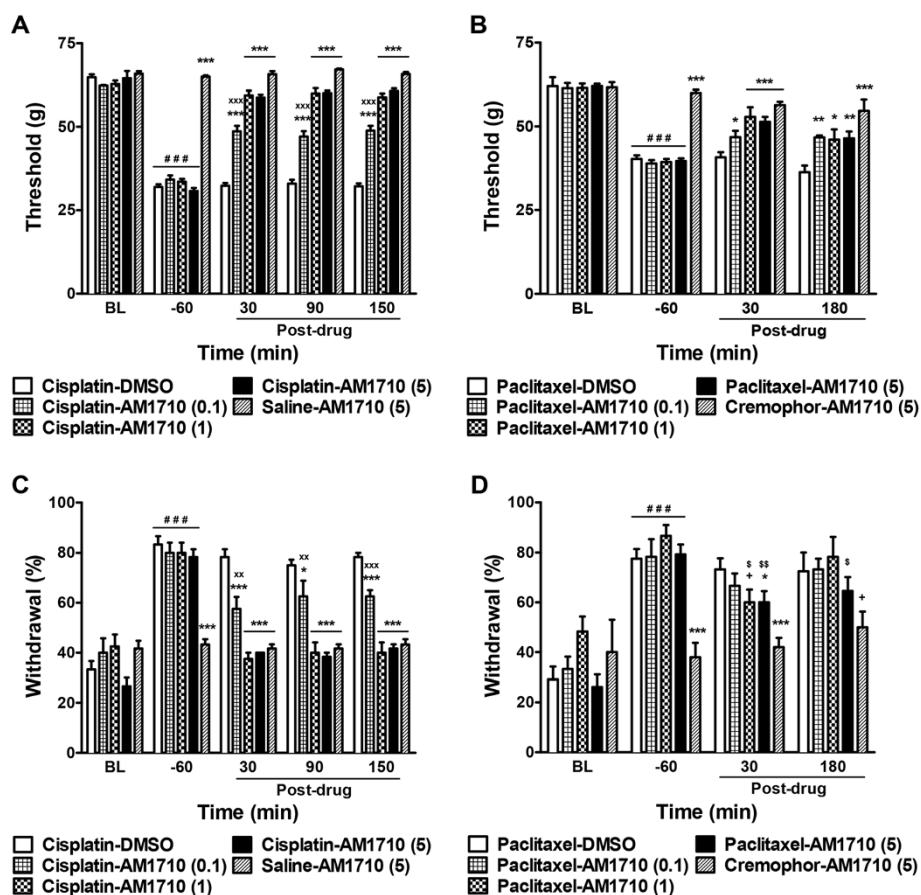 A
75
50
25
0
Threshold (g)
***
***
***
***
xxx
***
xxx
***
xxx
***
# # #
BL
-60
30
90
150
Post-drug
Time (min)
Cisplatin-DMSO
Cisplatin-AM1710 (0.1)
Cisplatin-AM1710 (1)
Cisplatin-AM1710 (5)
Saline-AM1710 (5)
B
75
50
25
0
Threshold (g)
***
***
***
# # #
*
**
*
**
BL
-60
30
180
Post-drug
Time (min)
Paclitaxel-DMSO
Paclitaxel-AM1710 (0.1)
Paclitaxel-AM1710 (1)
Paclitaxel-AM1710 (5)
Cremophor-AM1710 (5)
C
100
80
60
40
20
0
Withdrawal (%)
# # #
***
xx
***
***
xx
*
***
xxx
***
***
BL
-60
30
90
150
Post-drug
Time (min)
Cisplatin-DMSO
Cisplatin-AM1710 (0.1)
Cisplatin-AM1710 (1)
Cisplatin-AM1710 (5)
Saline-AM1710 (5)
D
100
80
60
40
20
0
Withdrawal (%)
# # #
***
$
+
$$
*
***
$
+
BL
-60
30
180
Post-drug
Time (min)
Paclitaxel-DMSO
Paclitaxel-AM1710 (0.1)
Paclitaxel-AM1710 (1)
Paclitaxel-AM1710 (5)
Cremophor-AM1710 (5)